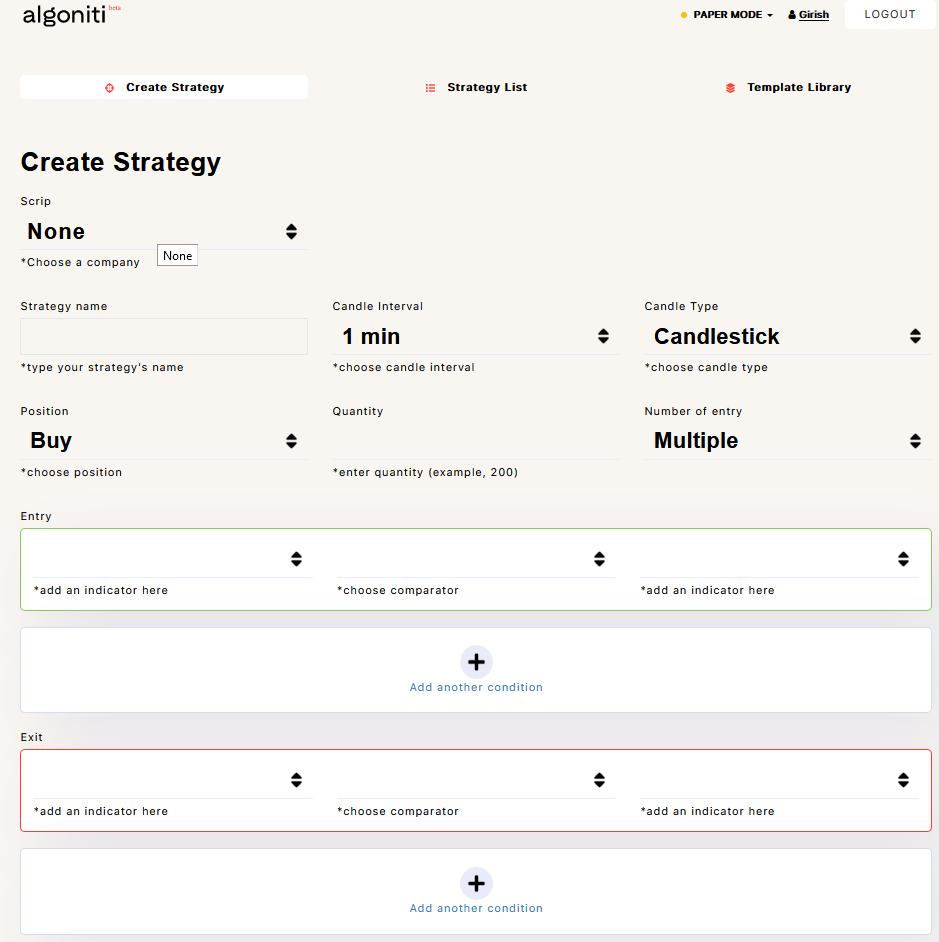 algoniti beta
PAPER MODE Girish LOGOUT
Create Strategy Strategy List Template Library
Create Strategy
Scrip
None
None
*Choose a company
Strategy name Candle Interval Candle Type
1 min Candlestick
*type your strategy's name *choose candle interval *choose candle type
Position Quantity Number of entry
Buy Multiple
*choose position *enter quantity (example, 200)
Entry
*add an indicator here *choose comparator *add an indicator here
Add another condition
Exit
*add an indicator here *choose comparator *add an indicator here
Add another condition